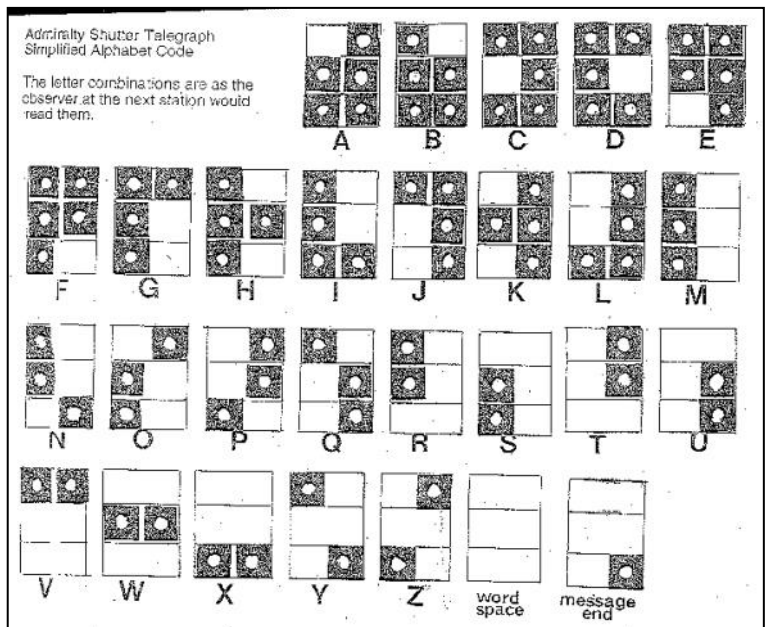 Admiralty Shutter Telegraph
Simplified Alphabet Code
The letter combinations are as the
observer at the next station would
read them.
A B C D E
F G H I J K L M
N O P Q R S T U
V W X Y Z word space message end